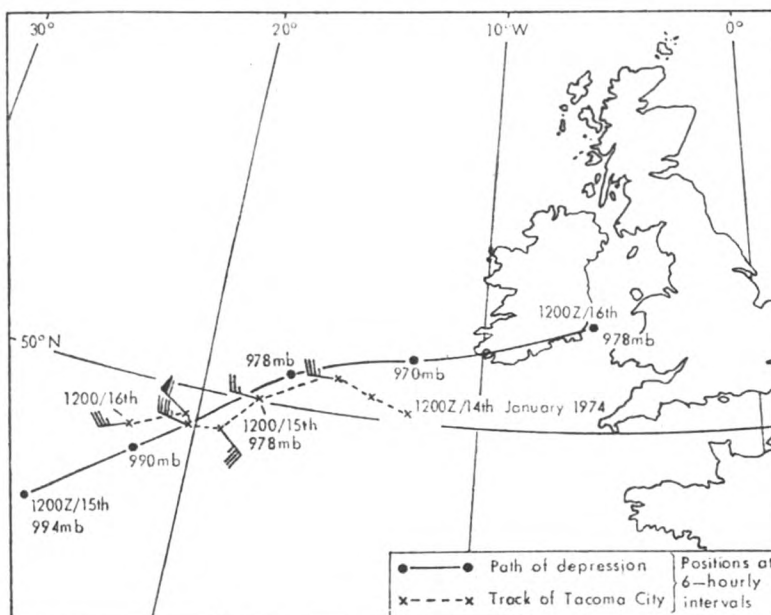 30°
20°
10°W
0°
1200Z/16th
978mb
50°N
978mb
970mb
1200/16th
1200Z/14th January 1974
1200/15th
978mb
990mb
1200Z/15th
994mb
Path of depression
Track of Tacoma City
Positions at
6-hourly
intervals